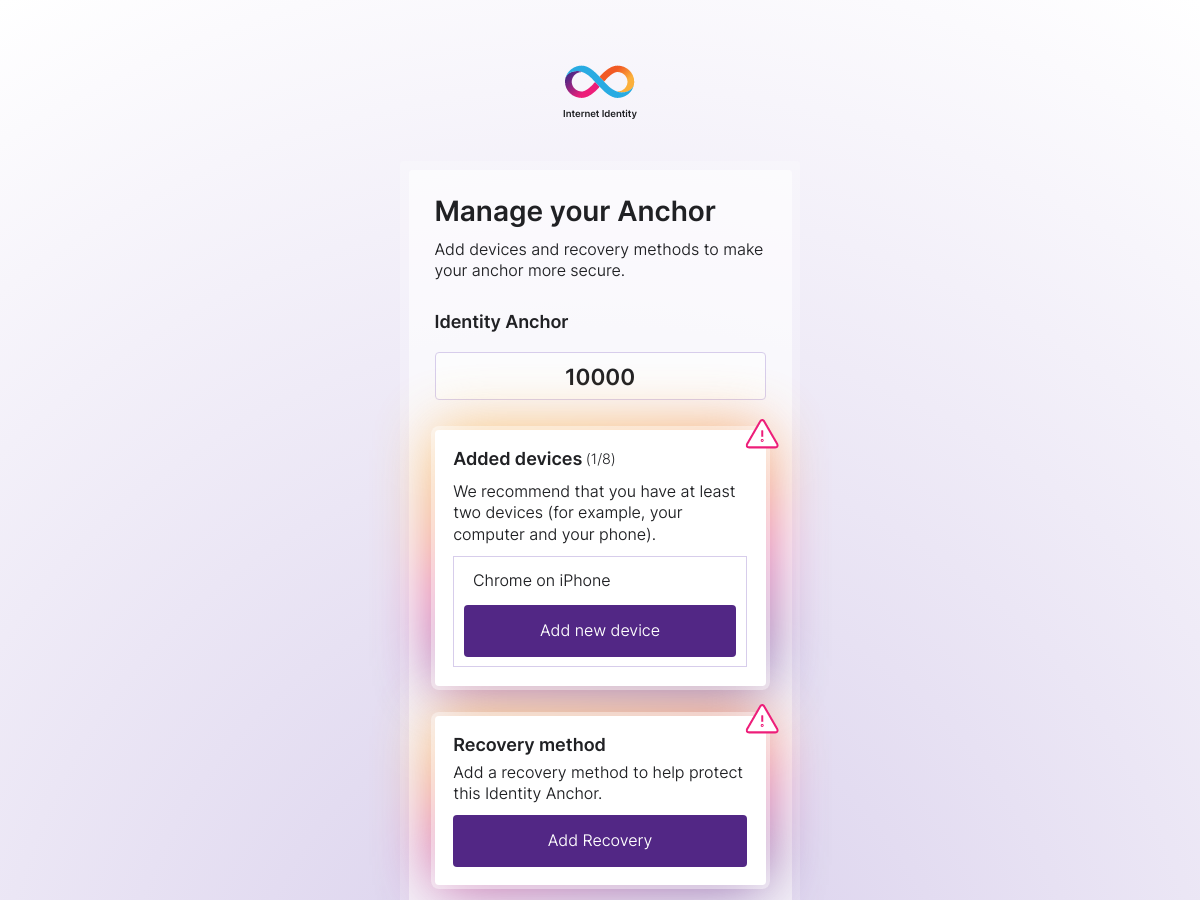 Internet Identity
Manage your Anchor
Add devices and recovery methods to make
your anchor more secure.
Identity Anchor
10000
Added devices (1/8)
We recommend that you have at least
two devices (for example, your
computer and your phone).
Chrome on iPhone
Add new device
Recovery method
Add a recovery method to help protect
this Identity Anchor.
Add Recovery